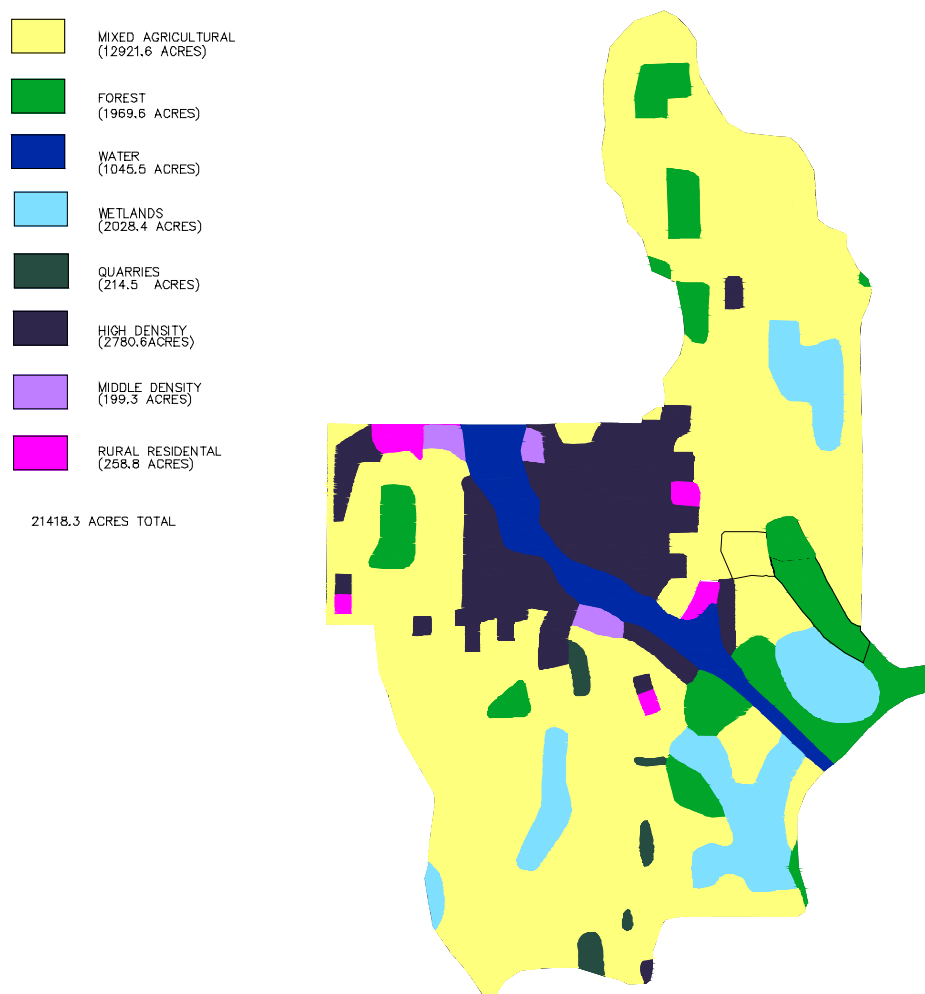 MIXED AGRICULTURAL
(12921.6 ACRES)
FOREST
(1969.6 ACRES)
WATER
(1045.5 ACRES)
WETLANDS
(2028.4 ACRES)
QUARRIES
(214.5 ACRES)
HIGH DENSITY
(2780.6ACRES)
MIDDLE DENSITY
(199.3 ACRES)
RURAL RESIDENTAL
(258.8 ACRES)
21418.3 ACRES TOTAL